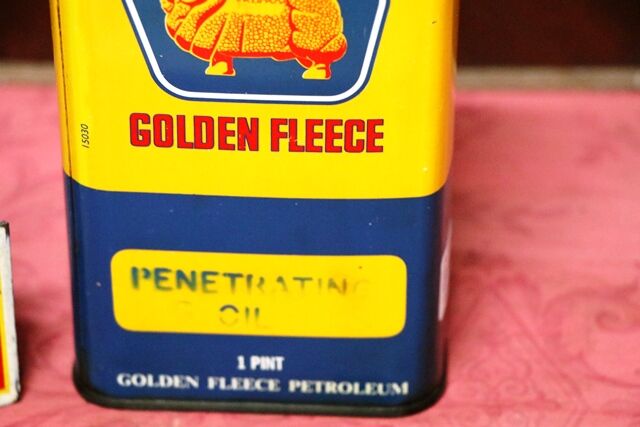 GOLDEN FLEECE
15030
PENETRATING
OIL
1 PINT
GOLDEN FLEECE PETROLEUM